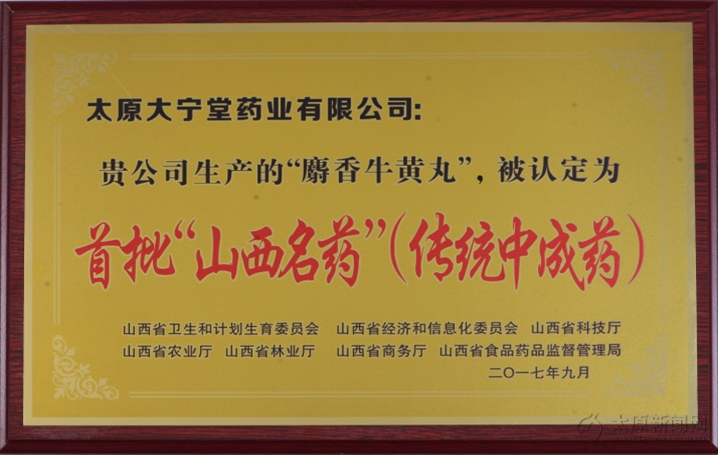 太原大宁堂药业有限公司：
贵公司生产的“麝香牛黄丸”，被认定为
首批“山西名药”（传统中成药）
山西省卫生和计划生育委员会 山西省经济和信息化委员会 山西省科技厅
山西省农业厅 山西省林业厅 山西省商务厅 山西省食品药品监督管理局
二〇一七年九月
太原新闻网